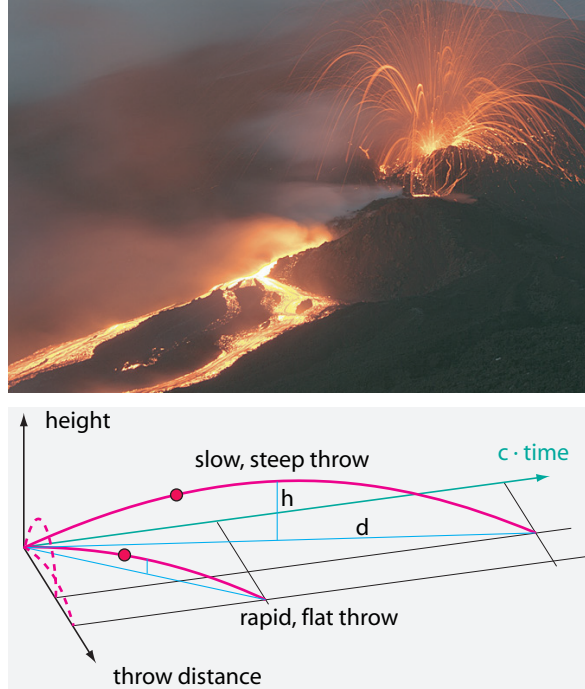 height
slow, steep throw
c · time
h
d
rapid, flat throw
throw distance